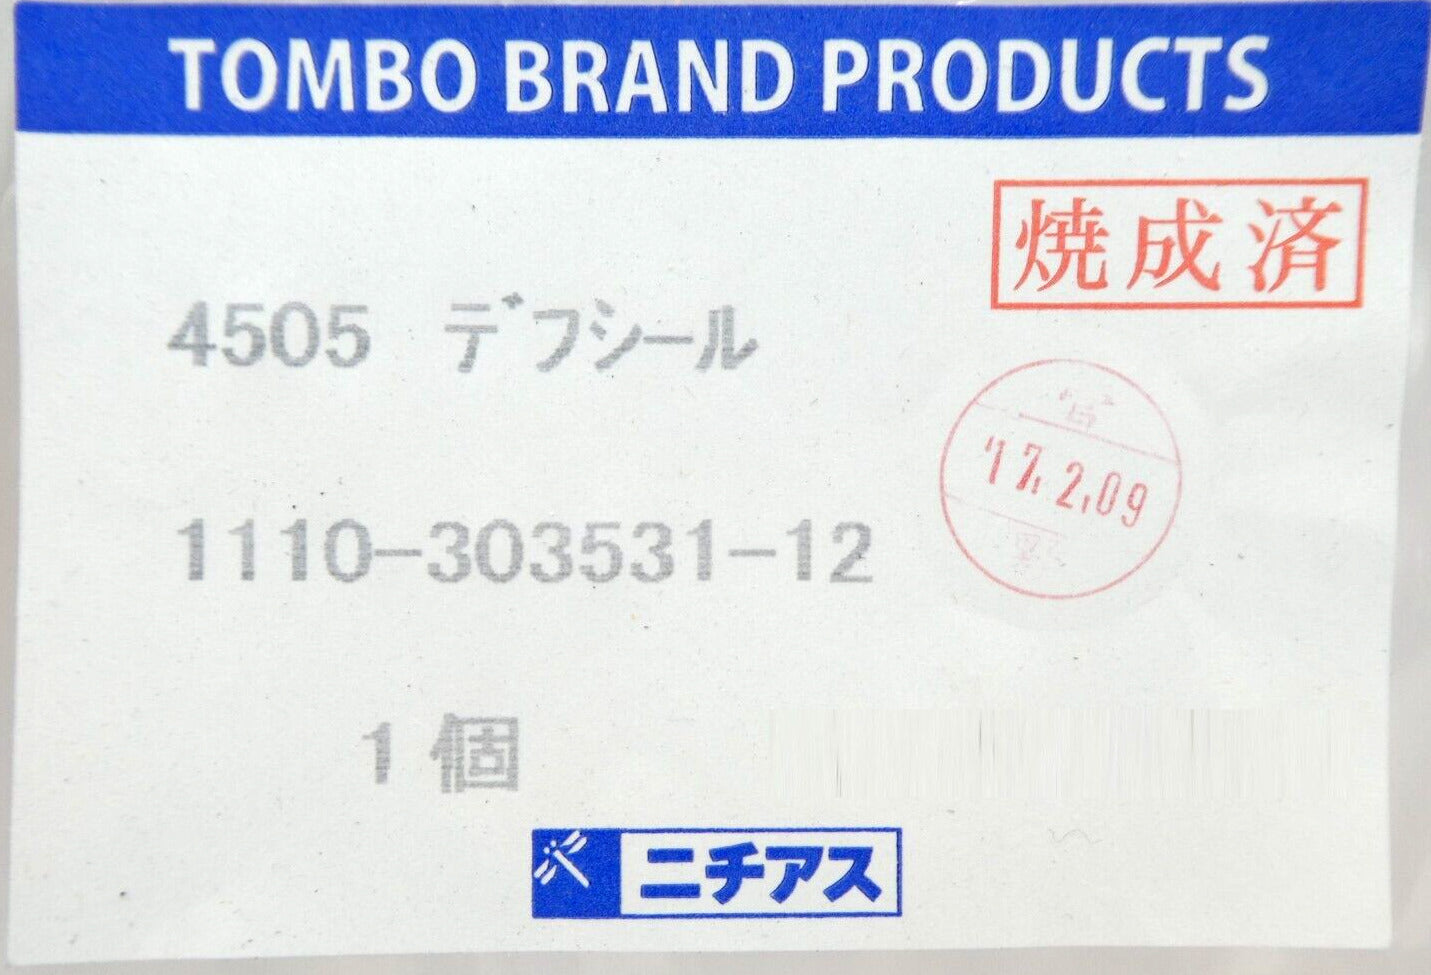 TOMBO BRAND PRODUCTS
焼成済
4505 デフシール
'17.2.09
1110-303531-12
1個
ニチアス